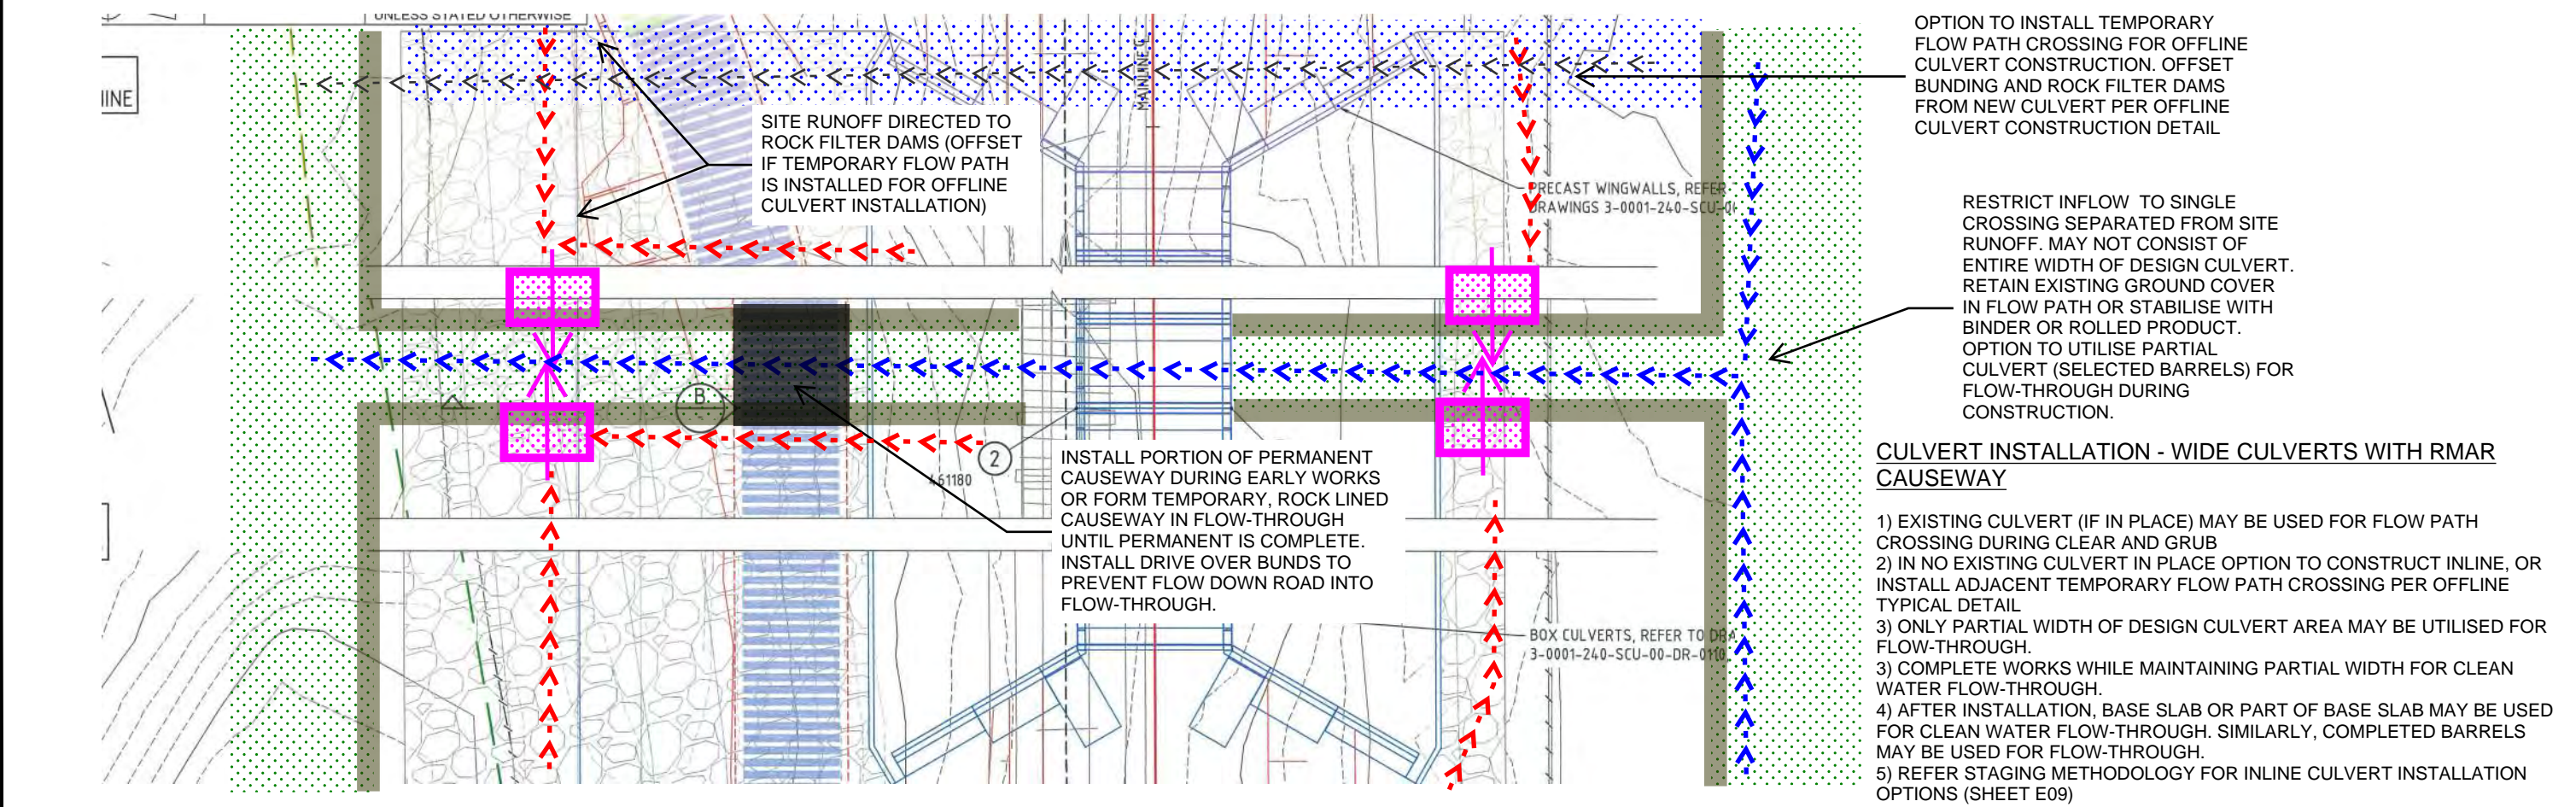 UNLESS STATED OTHERWISE
MAINLINE
SITE RUNOFF DIRECTED TO
ROCK FILTER DAMS (OFFSET
IF TEMPORARY FLOW PATH
IS INSTALLED FOR OFFLINE
CULVERT INSTALLATION)
PRECAST WINGWALLS, REFER
DRAWINGS 3-0001-240-SCU-
B
2
461180
INSTALL PORTION OF PERMANENT
CAUSEWAY DURING EARLY WORKS
OR FORM TEMPORARY, ROCK LINED
CAUSEWAY IN FLOW-THROUGH
UNTIL PERMANENT IS COMPLETE.
INSTALL DRIVE OVER BUNDS TO
PREVENT FLOW DOWN ROAD INTO
FLOW-THROUGH.
BOX CULVERTS, REFER TO
3-0001-240-SCU-00-DR-0110
OPTION TO INSTALL TEMPORARY
FLOW PATH CROSSING FOR OFFLINE
CULVERT CONSTRUCTION. OFFSET
BUNDING AND ROCK FILTER DAMS
FROM NEW CULVERT PER OFFLINE
CULVERT CONSTRUCTION DETAIL
RESTRICT INFLOW TO SINGLE
CROSSING SEPARATED FROM SITE
RUNOFF. MAY NOT CONSIST OF
ENTIRE WIDTH OF DESIGN CULVERT.
RETAIN EXISTING GROUND COVER
IN FLOW PATH OR STABILISE WITH
BINDER OR ROLLED PRODUCT.
OPTION TO UTILISE PARTIAL
CULVERT (SELECTED BARRELS) FOR
FLOW-THROUGH DURING
CONSTRUCTION.
CULVERT INSTALLATION - WIDE CULVERTS WITH RMAR
CAUSEWAY
1) EXISTING CULVERT (IF IN PLACE) MAY BE USED FOR FLOW PATH
CROSSING DURING CLEAR AND GRUB
2) IN NO EXISTING CULVERT IN PLACE OPTION TO CONSTRUCT INLINE, OR
INSTALL ADJACENT TEMPORARY FLOW PATH CROSSING PER OFFLINE
TYPICAL DETAIL
3) ONLY PARTIAL WIDTH OF DESIGN CULVERT AREA MAY BE UTILISED FOR
FLOW-THROUGH.
3) COMPLETE WORKS WHILE MAINTAINING PARTIAL WIDTH FOR CLEAN
WATER FLOW-THROUGH.
4) AFTER INSTALLATION, BASE SLAB OR PART OF BASE SLAB MAY BE USED
FOR CLEAN WATER FLOW-THROUGH. SIMILARLY, COMPLETED BARRELS
MAY BE USED FOR FLOW-THROUGH.
5) REFER STAGING METHODOLOGY FOR INLINE CULVERT INSTALLATION
OPTIONS (SHEET E09)